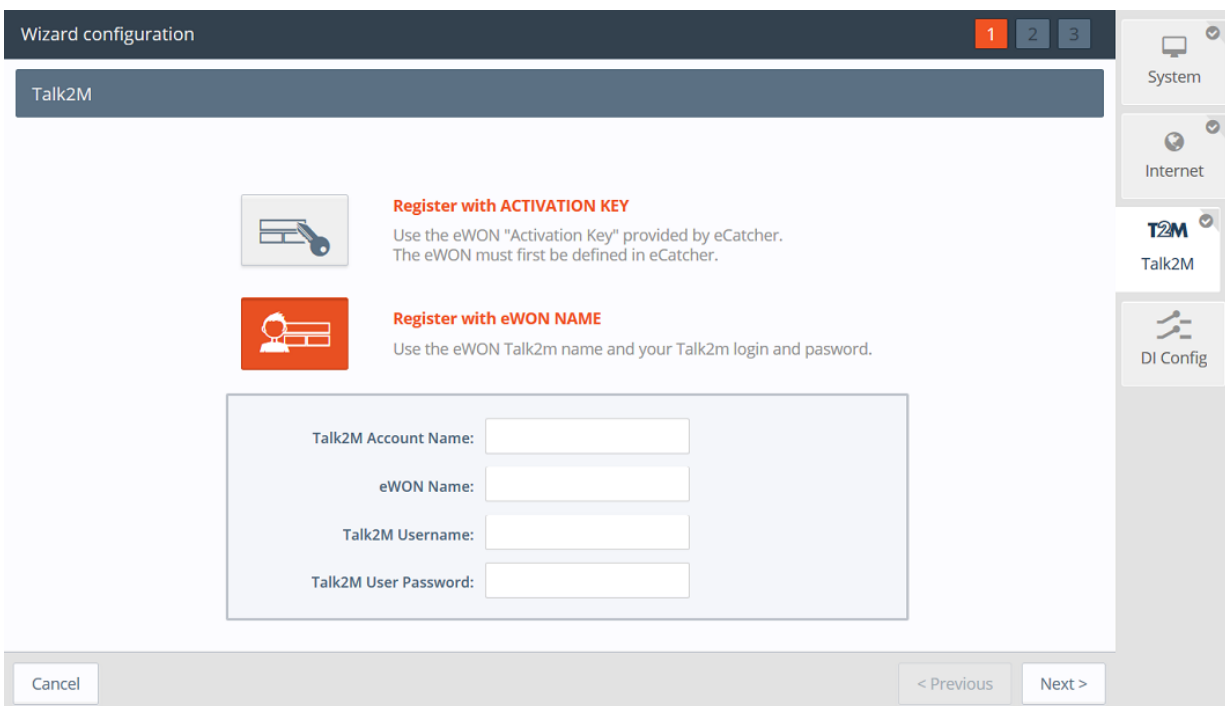 Wizard configuration
1 2 3
Talk2M
Register with ACTIVATION KEY
Use the eWON "Activation Key" provided by eCatcher.
The eWON must first be defined in eCatcher.
Register with eWON NAME
Use the eWON Talk2m name and your Talk2m login and pasword.
Talk2M Account Name:
eWON Name:
Talk2M Username:
Talk2M User Password:
Cancel
< Previous
Next >
System
Internet
T2M
Talk2M
DI Config